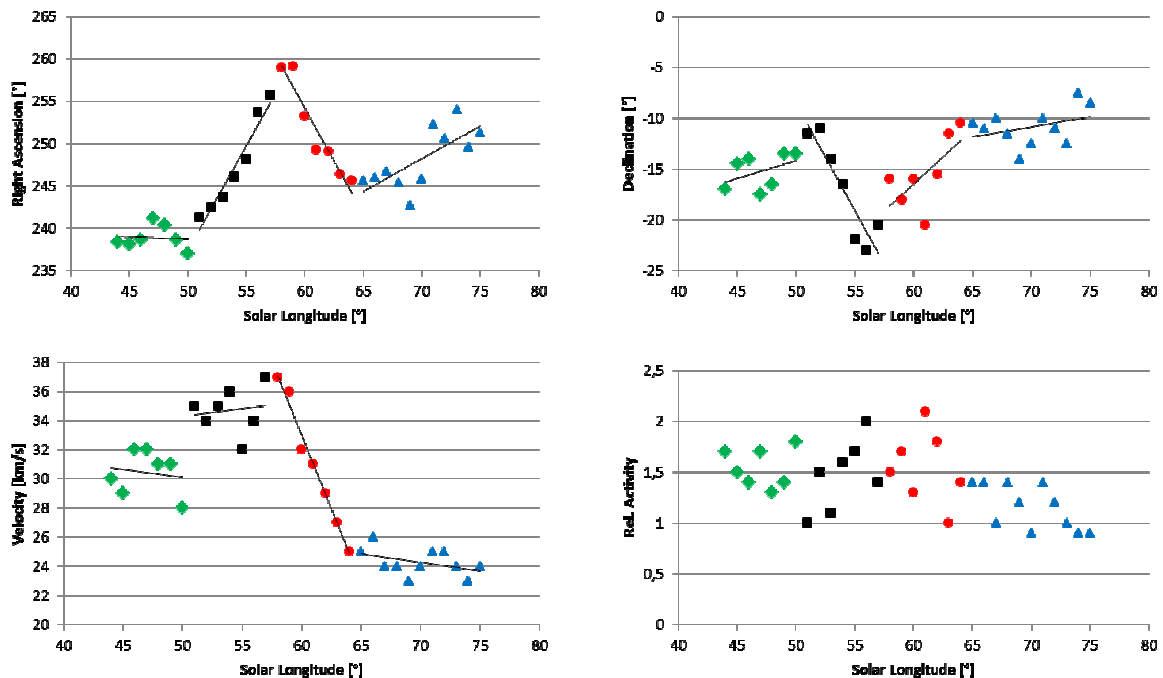 265
260
255
250
245
240
235
Right Ascension [°]
40 45 50 55 60 65 70 75 80
Solar Longitude [°]
0
-5
-10
-15
-20
-25
Declination [°]
40 45 50 55 60 65 70 75 80
Solar Longitude [°]
38
36
34
32
30
28
26
24
22
20
Velocity [km/s]
40 45 50 55 60 65 70 75 80
Solar Longitude [°]
2,5
2
1,5
1
0,5
0
Rel. Activity
40 45 50 55 60 65 70 75 80
Solar Longitude [°]